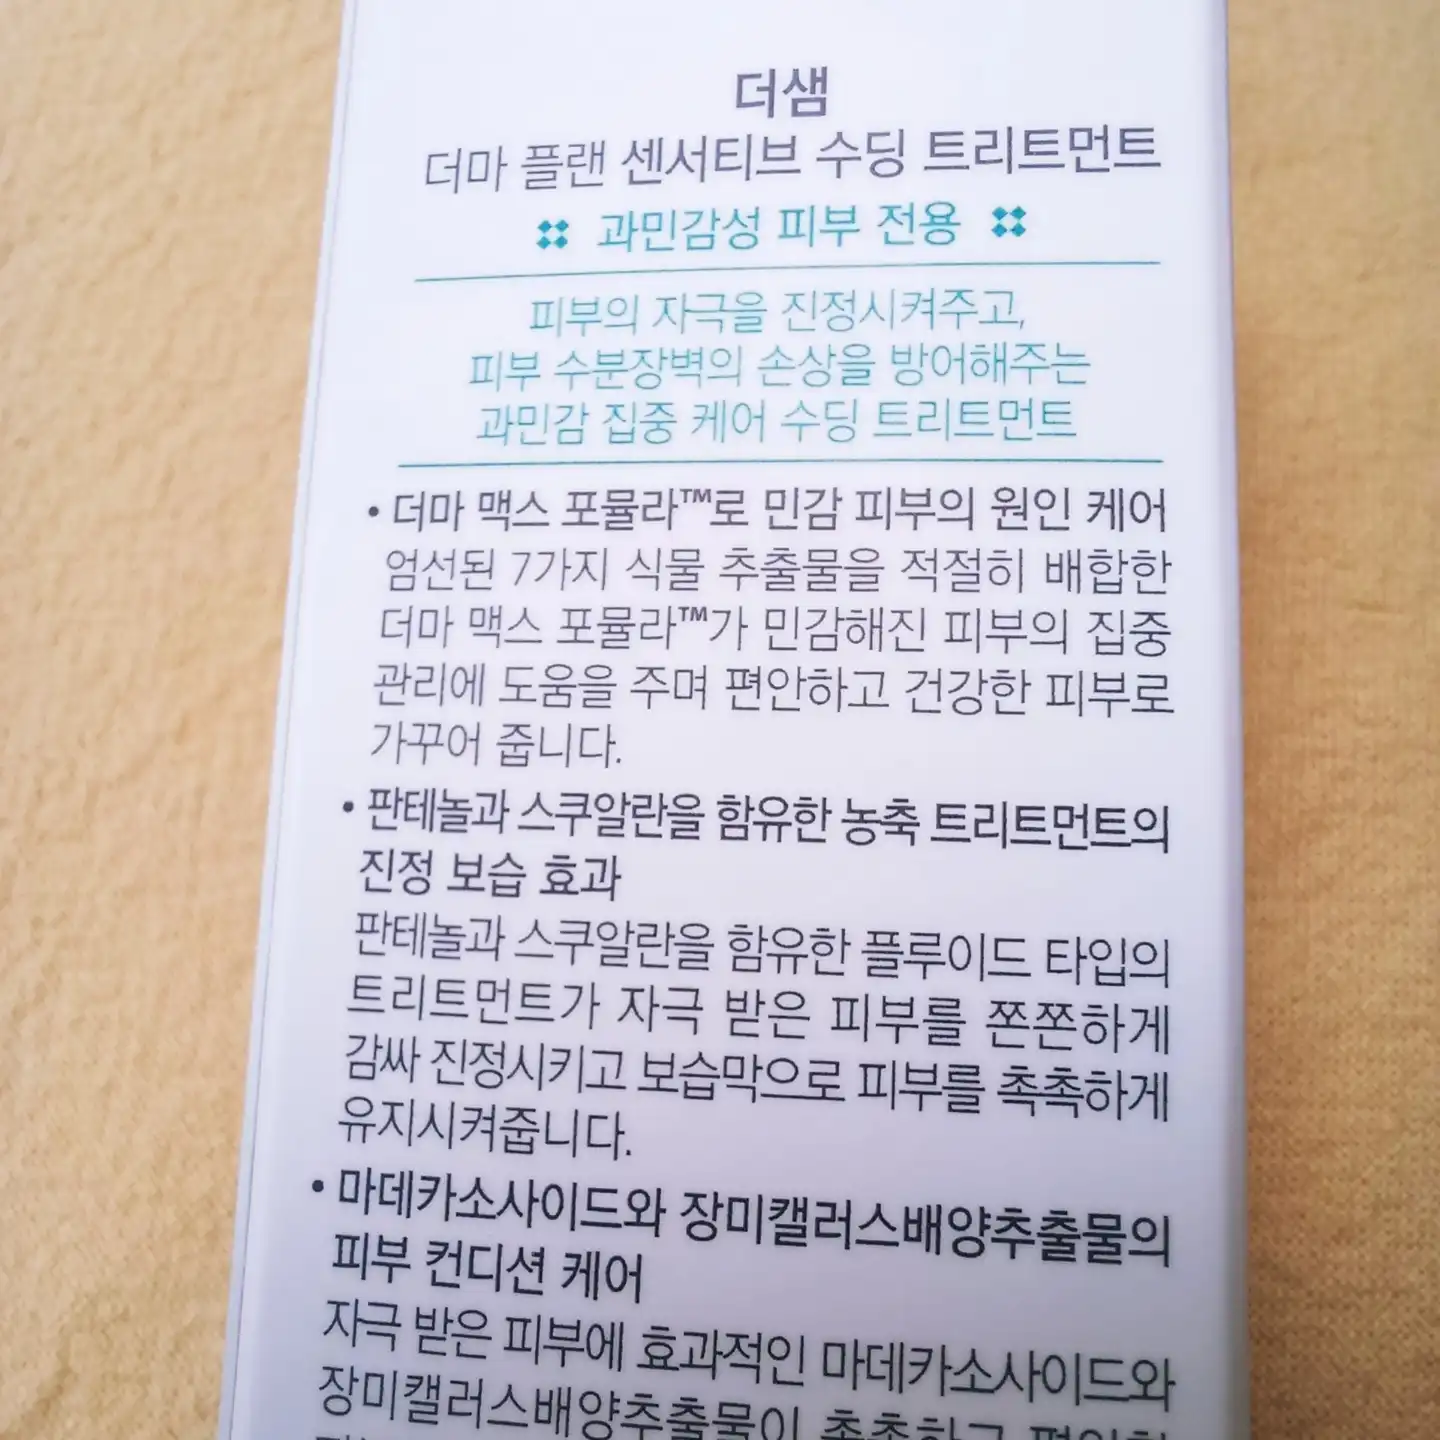 더샘
더마 플랜 센서티브 수딩 트리트먼트
과민감성 피부 전용
피부의 자극을 진정시켜주고,
피부 수분장벽의 손상을 방어해주는
과민감 집중 케어 수딩 트리트먼트
• 더마 맥스 포뮬라™로 민감 피부의 원인 케어
엄선된 7가지 식물 추출물을 적절히 배합한
더마 맥스 포뮬라™가 민감해진 피부의 집중
관리에 도움을 주며 편안하고 건강한 피부로
가꾸어 줍니다.
• 판테놀과 스쿠알란을 함유한 농축 트리트먼트의
진정 보습 효과
판테놀과 스쿠알란을 함유한 플루이드 타입의
트리트먼트가 자극 받은 피부를 쫀쫀하게
감싸 진정시키고 보습막으로 피부를 촉촉하게
유지시켜줍니다.
• 마데카소사이드와 장미캘러스배양추출물의
피부 컨디션 케어
자극 받은 피부에 효과적인 마데카소사이드와
장미캘러스배양추출물이 촉촉하고